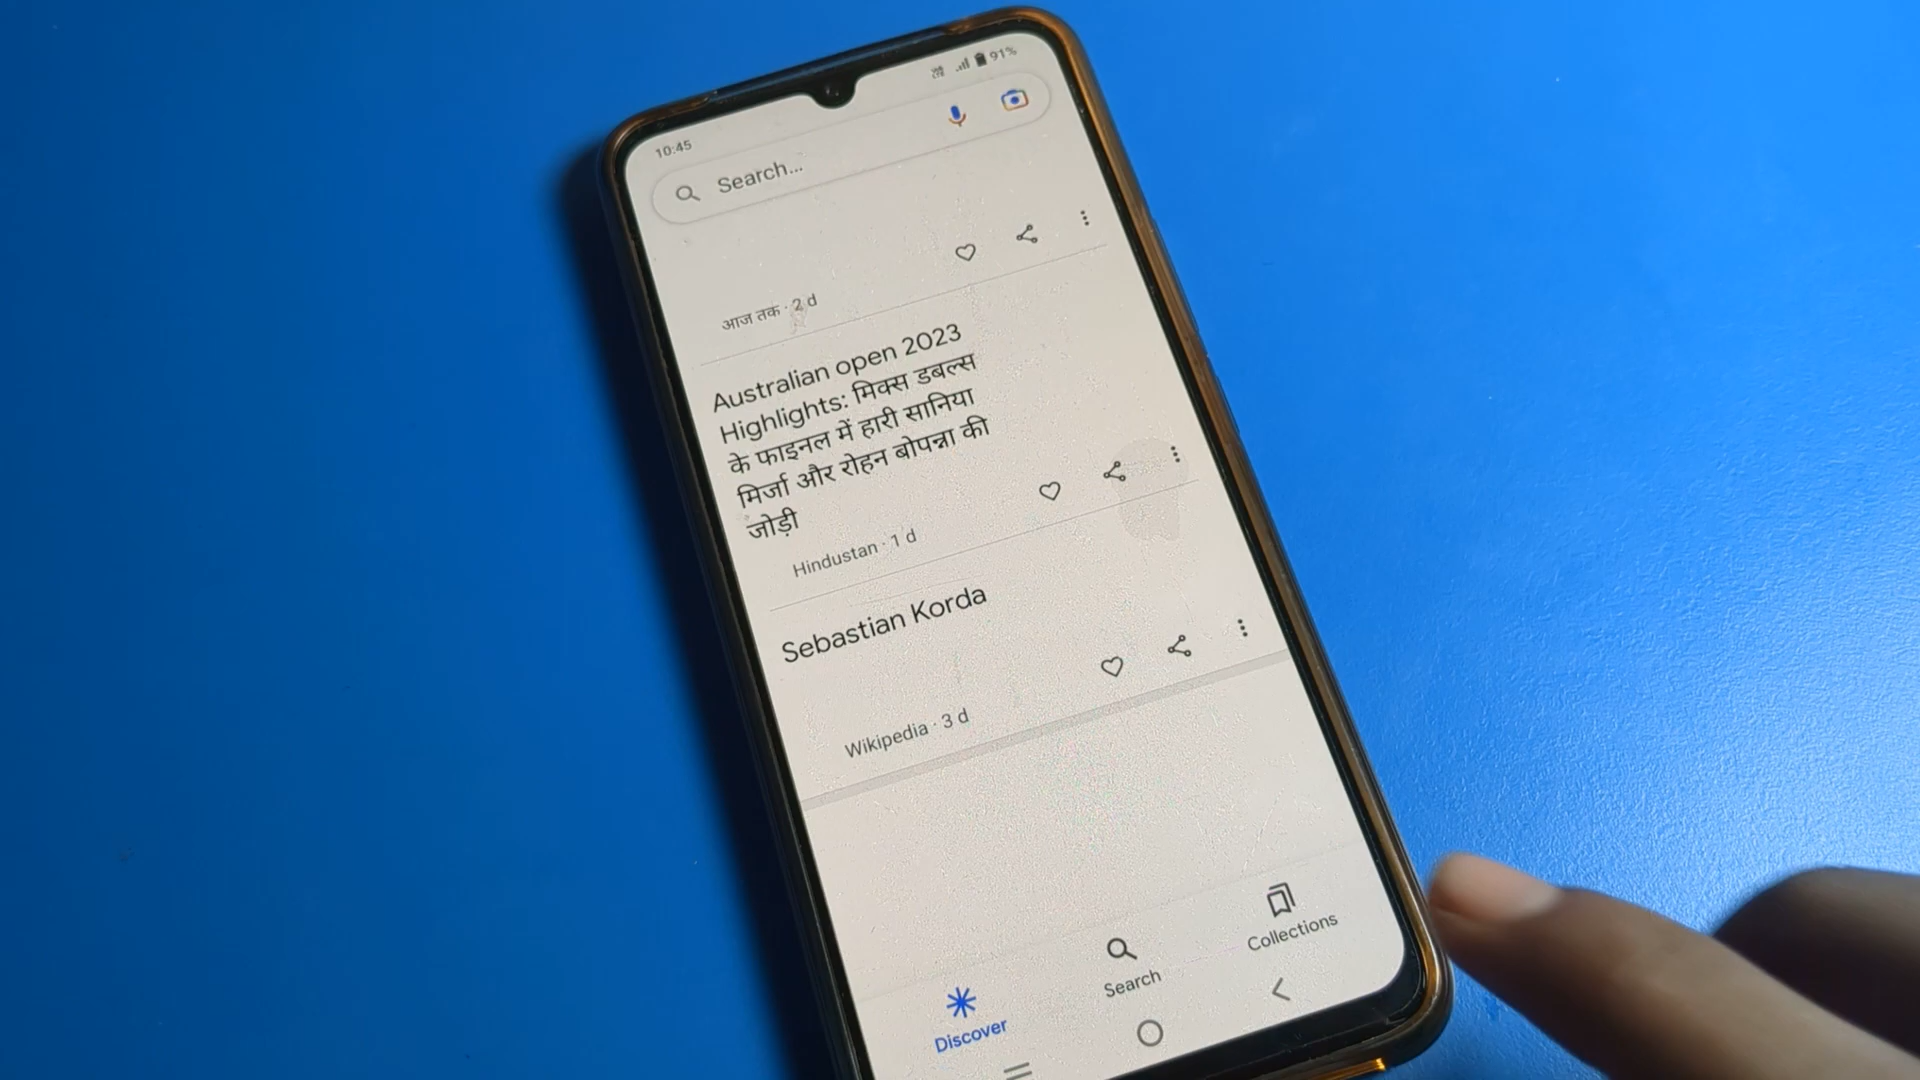 10:45
91%
Search...
आज तक · 2 d
Australian open 2023
Highlights: मिक्स डबल्स
के फाइनल में हारी सानिया
मिर्जा और रोहन बोपन्ना की
जोड़ी
Hindustan · 1 d
Sebastian Korda
Wikipedia · 3 d
Discover
Search
Collections